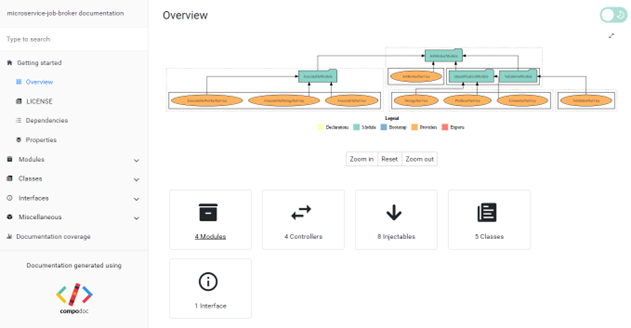 microservice-job-broker documentation
Type to search
Getting started
Overview
LICENSE
Dependencies
Properties
Modules
Classes
Interfaces
Miscellaneous
Documentation coverage
Documentation generated using
compodoc
Overview
Legend
Declarations
Module
Bootstrap
Providers
Exports
Zoom in
Reset
Zoom out
4 Modules
4 Controllers
8 Injectables
5 Classes
1 Interface